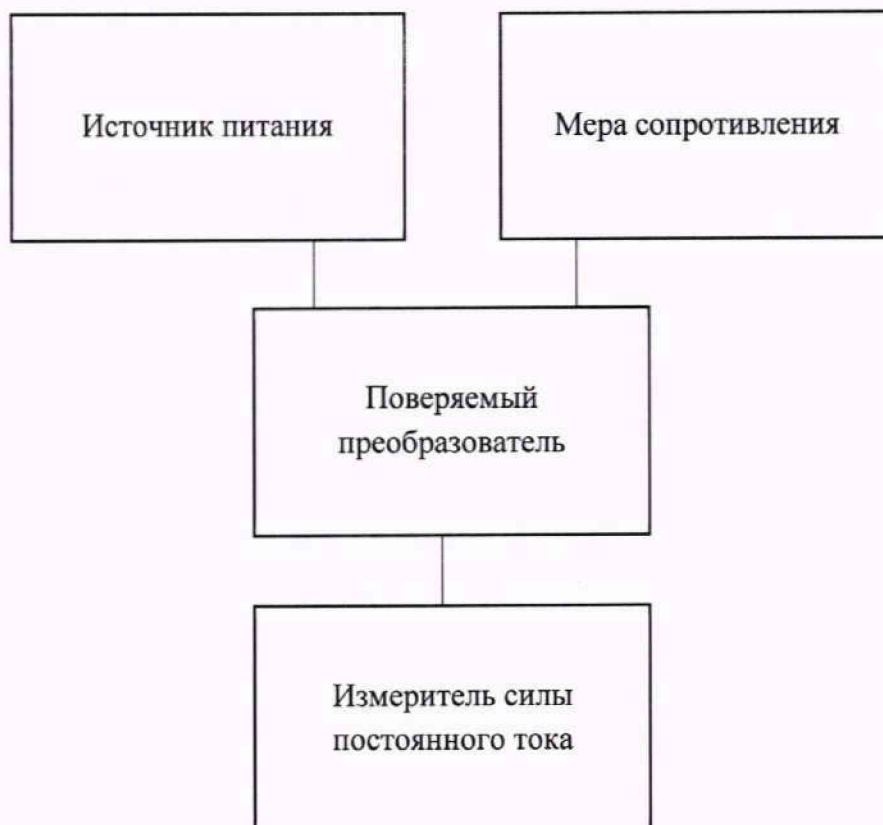 Источник питания
Мера сопротивления
Поверяемый
преобразователь
Измеритель силы
постоянного тока